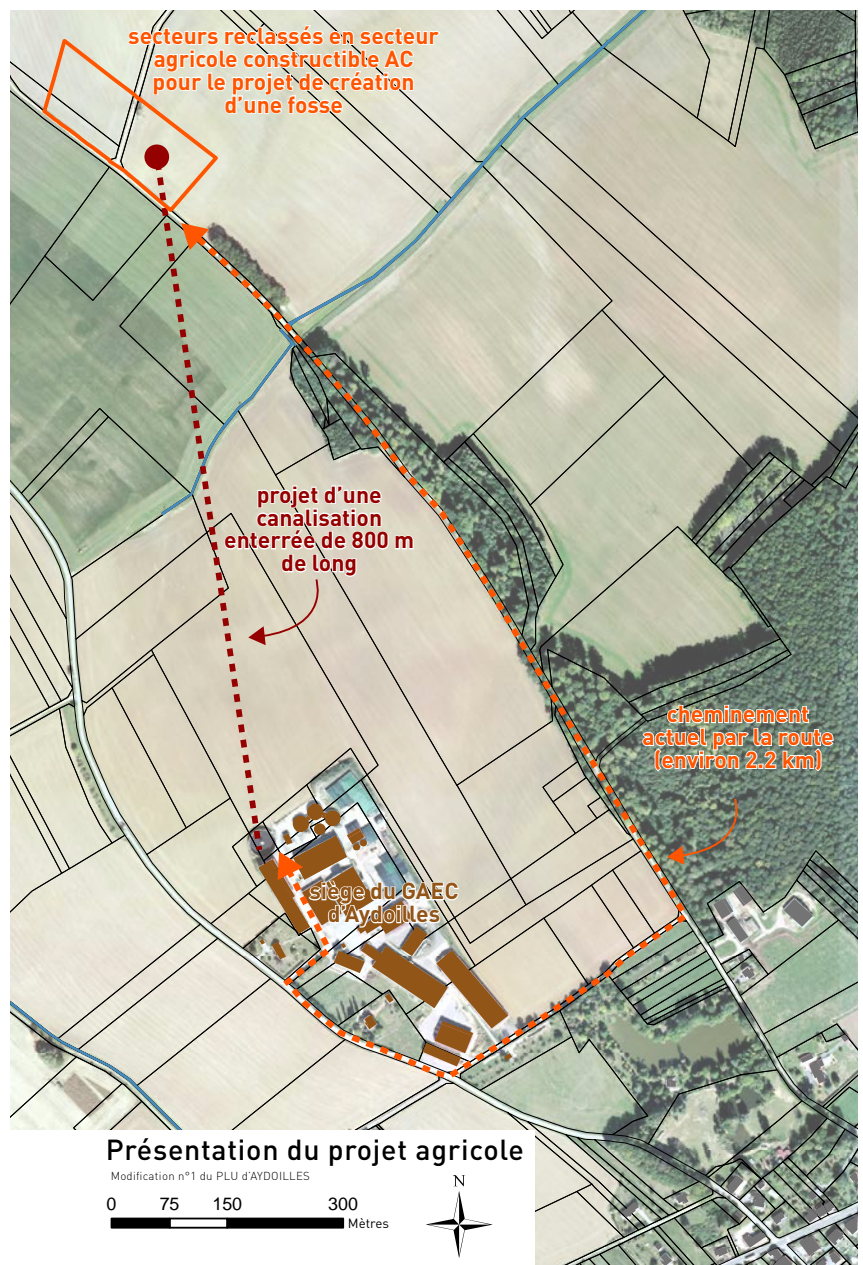 secteurs reclassés en secteur
agricole constructible AC
pour le projet de création
d'une fosse
projet d'une
canalisation
enterrée de 800 m
de long
cheminement
actuel par la route
(environ 2.2 km)
siège du GAEC
d'Aydoilles
Présentation du projet agricole
Modification n°1 du PLU d'AYDOILLES
0 75 150 300
Mètres
N